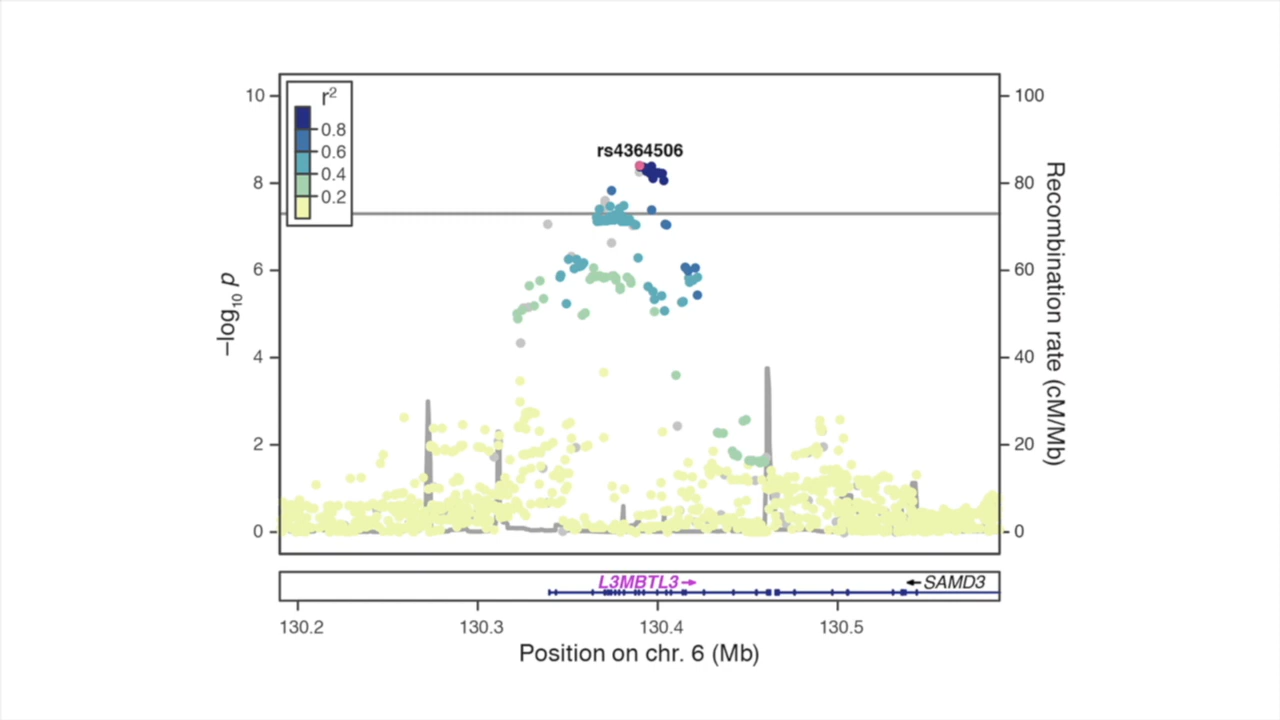 r²
0.8
0.6
0.4
0.2
rs4364506
10
8
6
4
2
0
–log₁₀ p
100
80
60
40
20
0
Recombination rate (cM/Mb)
L3MBTL3
SAMD3
130.2 130.3 130.4 130.5
Position on chr. 6 (Mb)